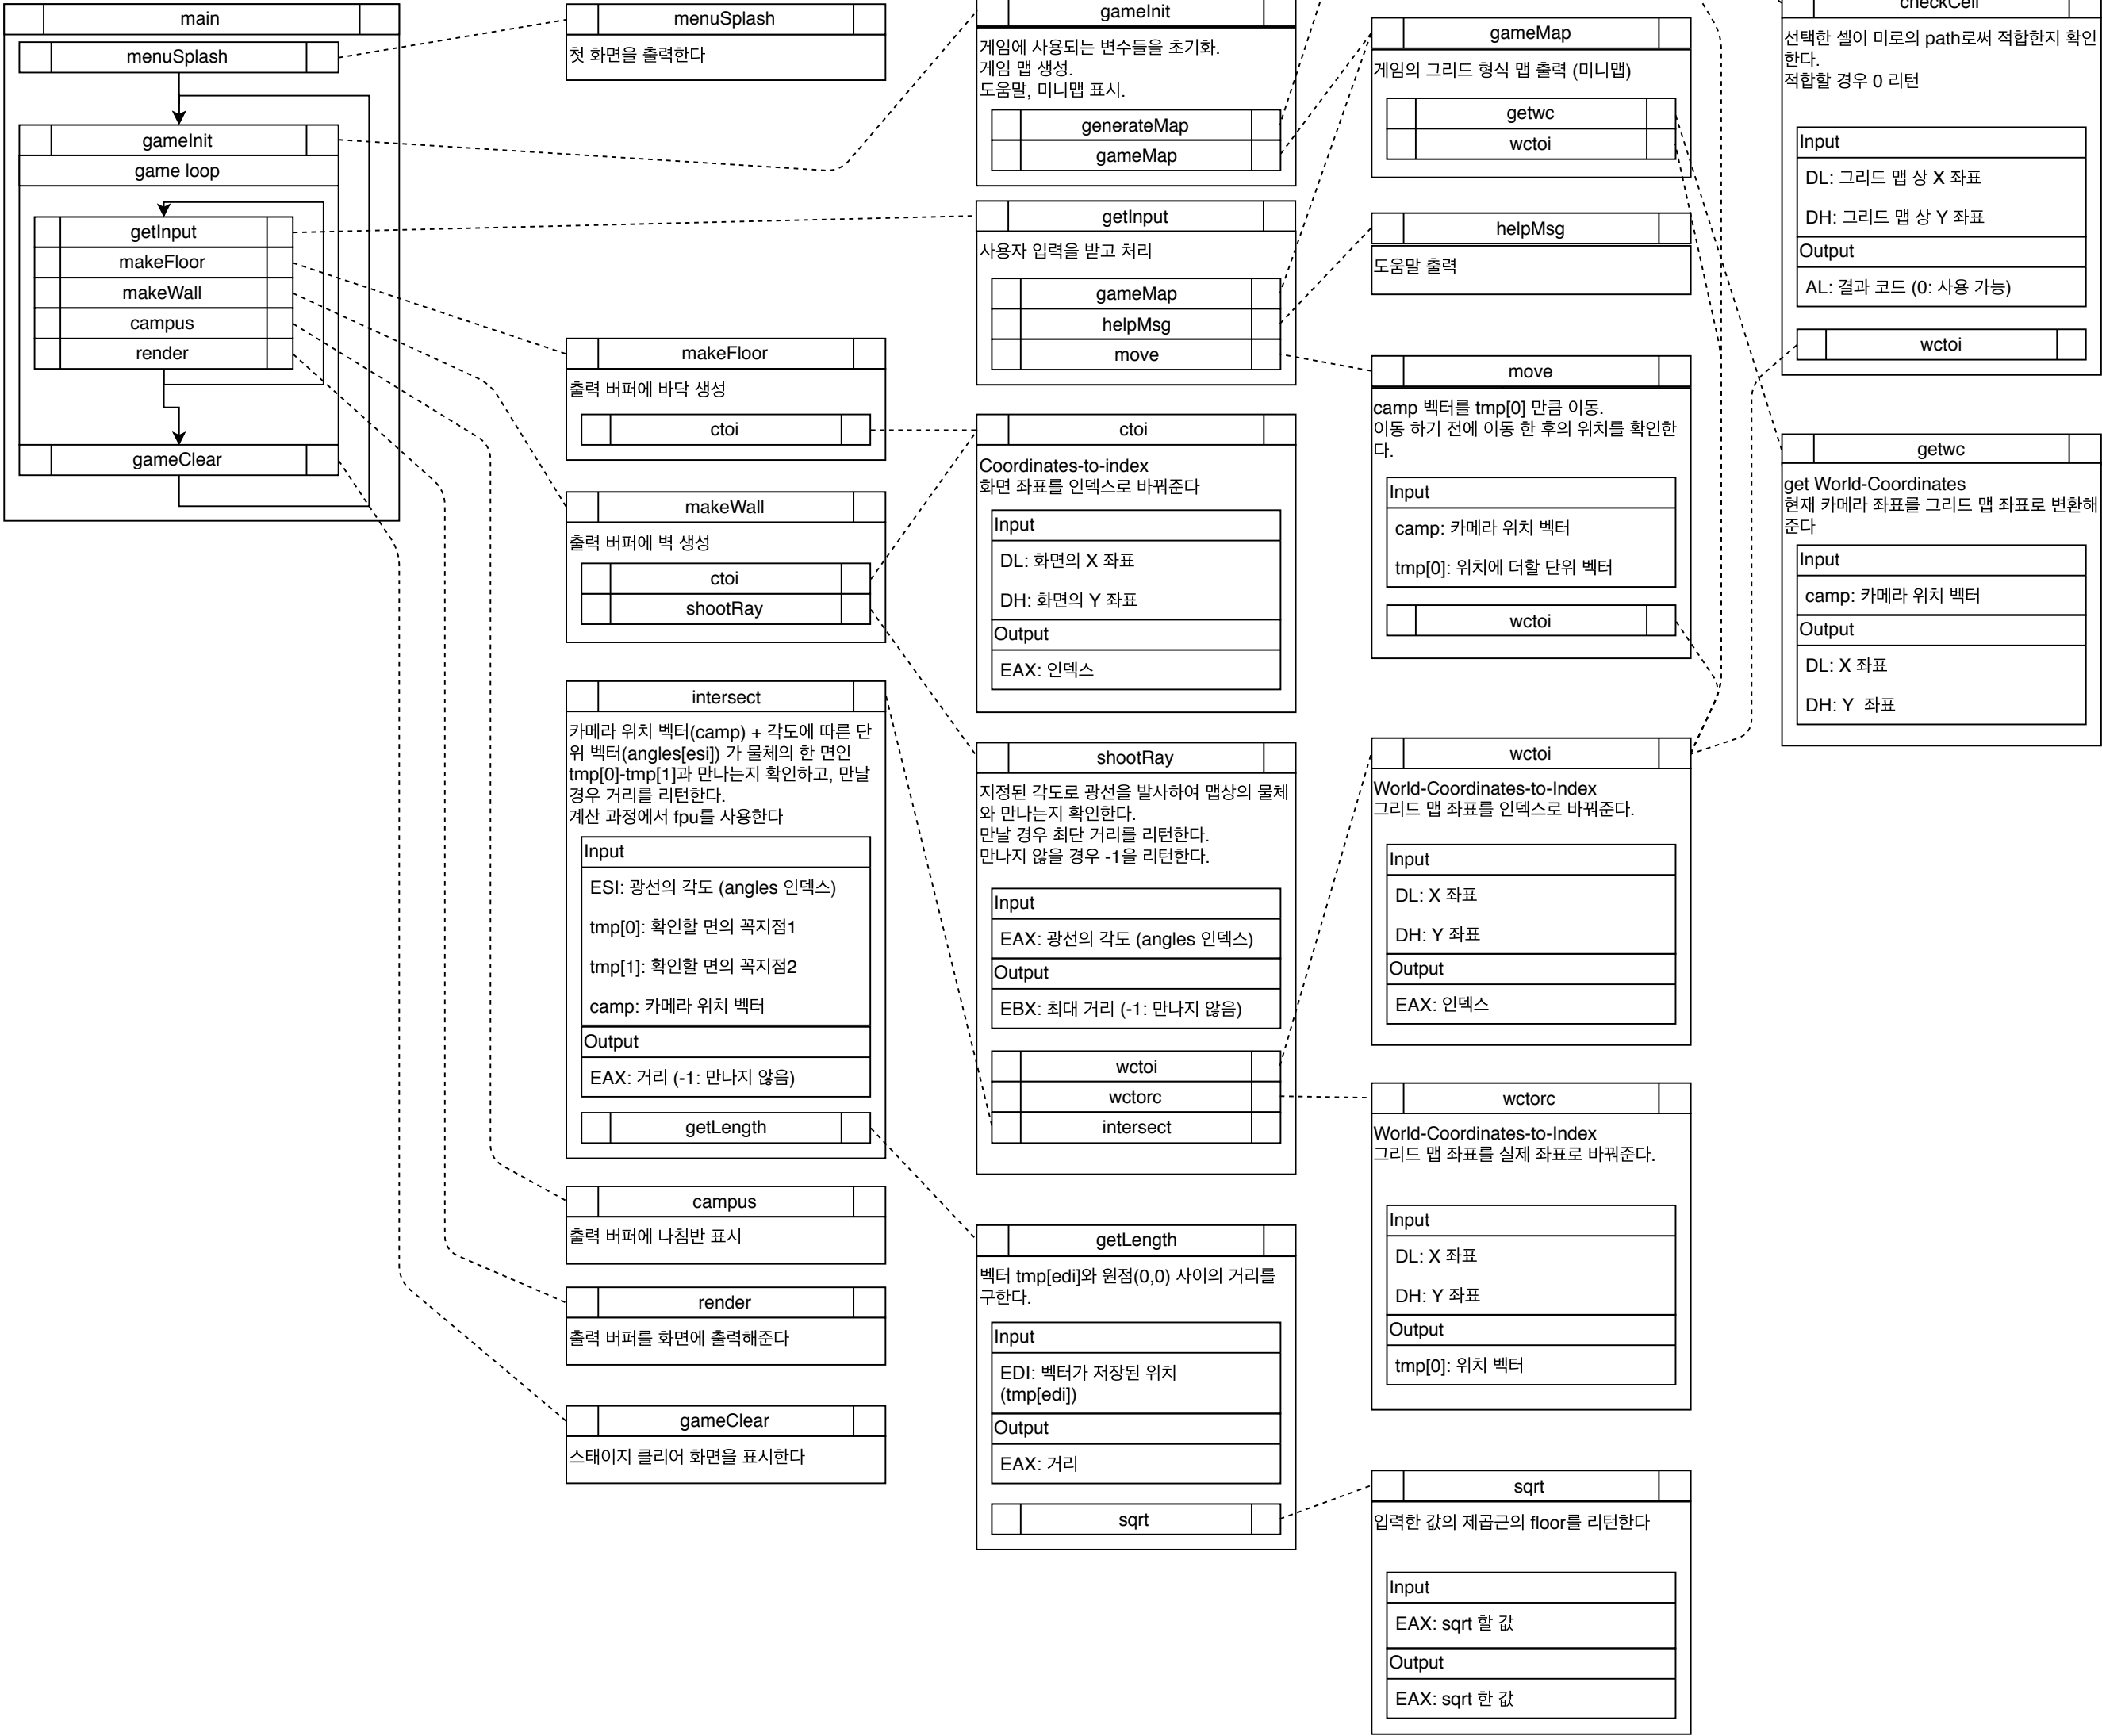 main
menuSplash
gameInit
game loop
getInput
makeFloor
makeWall
campus
render
gameClear
menuSplash
첫 화면을 출력한다
makeFloor
출력 버퍼에 바닥 생성
ctoi
makeWall
출력 버퍼에 벽 생성
ctoi
shootRay
intersect
카메라 위치 벡터(camp) + 각도에 따른 단
위 벡터(angles[esi]) 가 물체의 한 면인
tmp[0]-tmp[1]과 만나는지 확인하고, 만날
경우 거리를 리턴한다.
계산 과정에서 fpu를 사용한다
Input
ESI: 광선의 각도 (angles 인덱스)
tmp[0]: 확인할 면의 꼭지점1
tmp[1]: 확인할 면의 꼭지점2
camp: 카메라 위치 벡터
Output
EAX: 거리 (-1: 만나지 않음)
getLength
campus
출력 버퍼에 나침반 표시
render
출력 버퍼를 화면에 출력해준다
gameClear
스태이지 클리어 화면을 표시한다
gameInit
게임에 사용되는 변수들을 초기화.
게임 맵 생성.
도움말, 미니맵 표시.
generateMap
gameMap
getInput
사용자 입력을 받고 처리
gameMap
helpMsg
move
ctoi
Coordinates-to-index
화면 좌표를 인덱스로 바꿔준다
Input
DL: 화면의 X 좌표
DH: 화면의 Y 좌표
Output
EAX: 인덱스
shootRay
지정된 각도로 광선을 발사하여 맵상의 물체
와 만나는지 확인한다.
만날 경우 최단 거리를 리턴한다.
만나지 않을 경우 -1을 리턴한다.
Input
EAX: 광선의 각도 (angles 인덱스)
Output
EBX: 최대 거리 (-1: 만나지 않음)
wctoi
wctorc
intersect
getLength
벡터 tmp[edi]와 원점(0,0) 사이의 거리를
구한다.
Input
EDI: 벡터가 저장된 위치
(tmp[edi])
Output
EAX: 거리
sqrt
gameMap
게임의 그리드 형식 맵 출력 (미니맵)
getwc
wctoi
helpMsg
도움말 출력
move
camp 벡터를 tmp[0] 만큼 이동.
이동 하기 전에 이동 한 후의 위치를 확인한
다.
Input
camp: 카메라 위치 벡터
tmp[0]: 위치에 더할 단위 벡터
wctoi
wctoi
World-Coordinates-to-Index
그리드 맵 좌표를 인덱스로 바꿔준다.
Input
DL: X 좌표
DH: Y 좌표
Output
EAX: 인덱스
wctorc
World-Coordinates-to-Index
그리드 맵 좌표를 실제 좌표로 바꿔준다.
Input
DL: X 좌표
DH: Y 좌표
Output
tmp[0]: 위치 벡터
sqrt
입력한 값의 제곱근의 floor를 리턴한다
Input
EAX: sqrt 할 값
Output
EAX: sqrt 한 값
checkCell
선택한 셀이 미로의 path로써 적합한지 확인
한다.
적합할 경우 0 리턴
Input
DL: 그리드 맵 상 X 좌표
DH: 그리드 맵 상 Y 좌표
Output
AL: 결과 코드 (0: 사용 가능)
wctoi
getwc
get World-Coordinates
현재 카메라 좌표를 그리드 맵 좌표로 변환해
준다
Input
camp: 카메라 위치 벡터
Output
DL: X 좌표
DH: Y 좌표